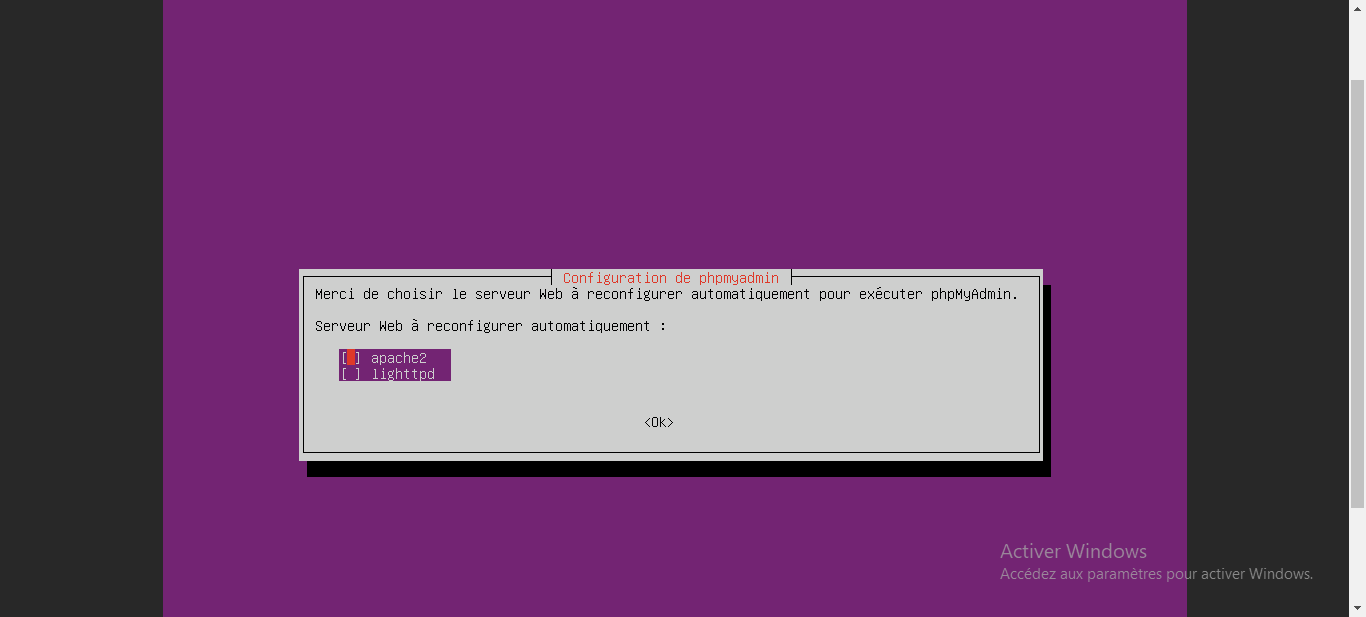 Configuration de phpmyadmin
Merci de choisir le serveur Web à reconfigurer automatiquement pour exécuter phpMyAdmin.
Serveur Web à reconfigurer automatiquement :
[ ] apache2
[ ] lighttpd
<Ok>
Activer Windows
Accédez aux paramètres pour activer Windows.